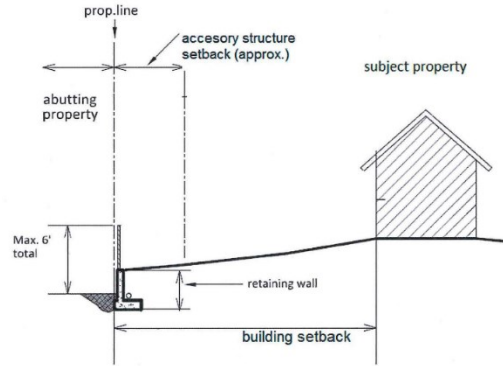 prop.line
accesory structure
setback (approx.)
subject property
abutting
property
Max. 6'
total
retaining wall
building setback